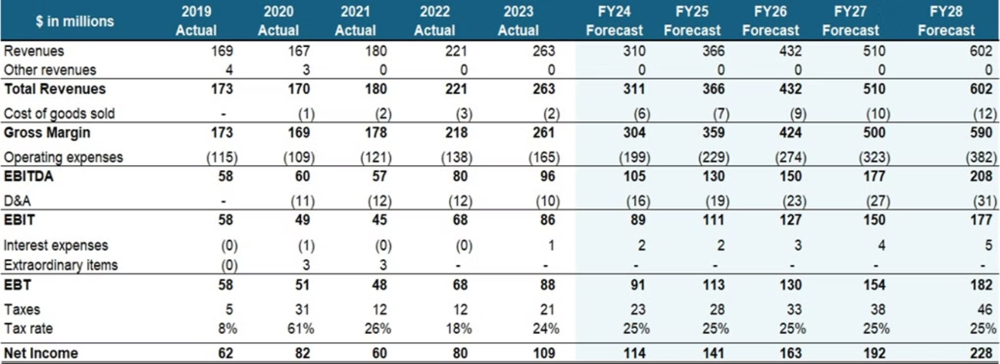 $ in millions 2019 Actual 2020 Actual 2021 Actual 2022 Actual 2023 Actual FY24 Forecast FY25 Forecast FY26 Forecast FY27 Forecast FY28 Forecast
Revenues 169 167 180 221 263 310 366 432 510 602
Other revenues 4 3 0 0 0 0 0 0 0 0
Total Revenues 173 170 180 221 263 311 366 432 510 602
Cost of goods sold - (1) (2) (3) (2) (6) (7) (9) (10) (12)
Gross Margin 173 169 178 218 261 304 359 424 500 590
Operating expenses (115) (109) (121) (138) (165) (199) (229) (274) (323) (382)
EBITDA 58 60 57 80 96 105 130 150 177 208
D&A - (11) (12) (12) (10) (16) (19) (23) (27) (31)
EBIT 58 49 45 68 86 89 111 127 150 177
Interest expenses (0) (1) (0) (0) 1 2 2 3 4 5
Extraordinary items (0) 3 3 - - - - - - -
EBT 58 51 48 68 88 91 113 130 154 182
Taxes 5 31 12 12 21 23 28 33 38 46
Tax rate 8% 61% 26% 18% 24% 25% 25% 25% 25% 25%
Net Income 62 82 60 80 109 114 141 163 192 228